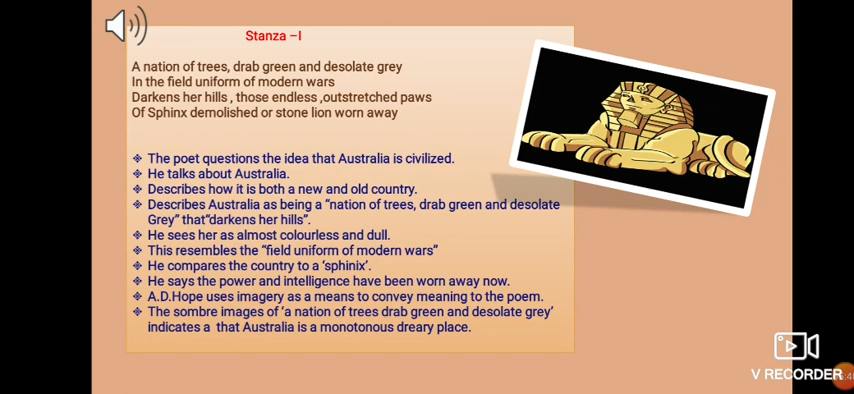 Stanza –I
A nation of trees, drab green and desolate grey
In the field uniform of modern wars
Darkens her hills , those endless ,outstretched paws
Of Sphinx demolished or stone lion worn away
❖ The poet questions the idea that Australia is civilized.
❖ He talks about Australia.
❖ Describes how it is both a new and old country.
❖ Describes Australia as being a “nation of trees, drab green and desolate
Grey” that“darkens her hills”.
❖ He sees her as almost colourless and dull.
❖ This resembles the “field uniform of modern wars”
❖ He compares the country to a ‘sphinix’.
❖ He says the power and intelligence have been worn away now.
❖ A.D.Hope uses imagery as a means to convey meaning to the poem.
❖ The sombre images of ‘a nation of trees drab green and desolate grey’
indicates a that Australia is a monotonous dreary place.
V RECORDER